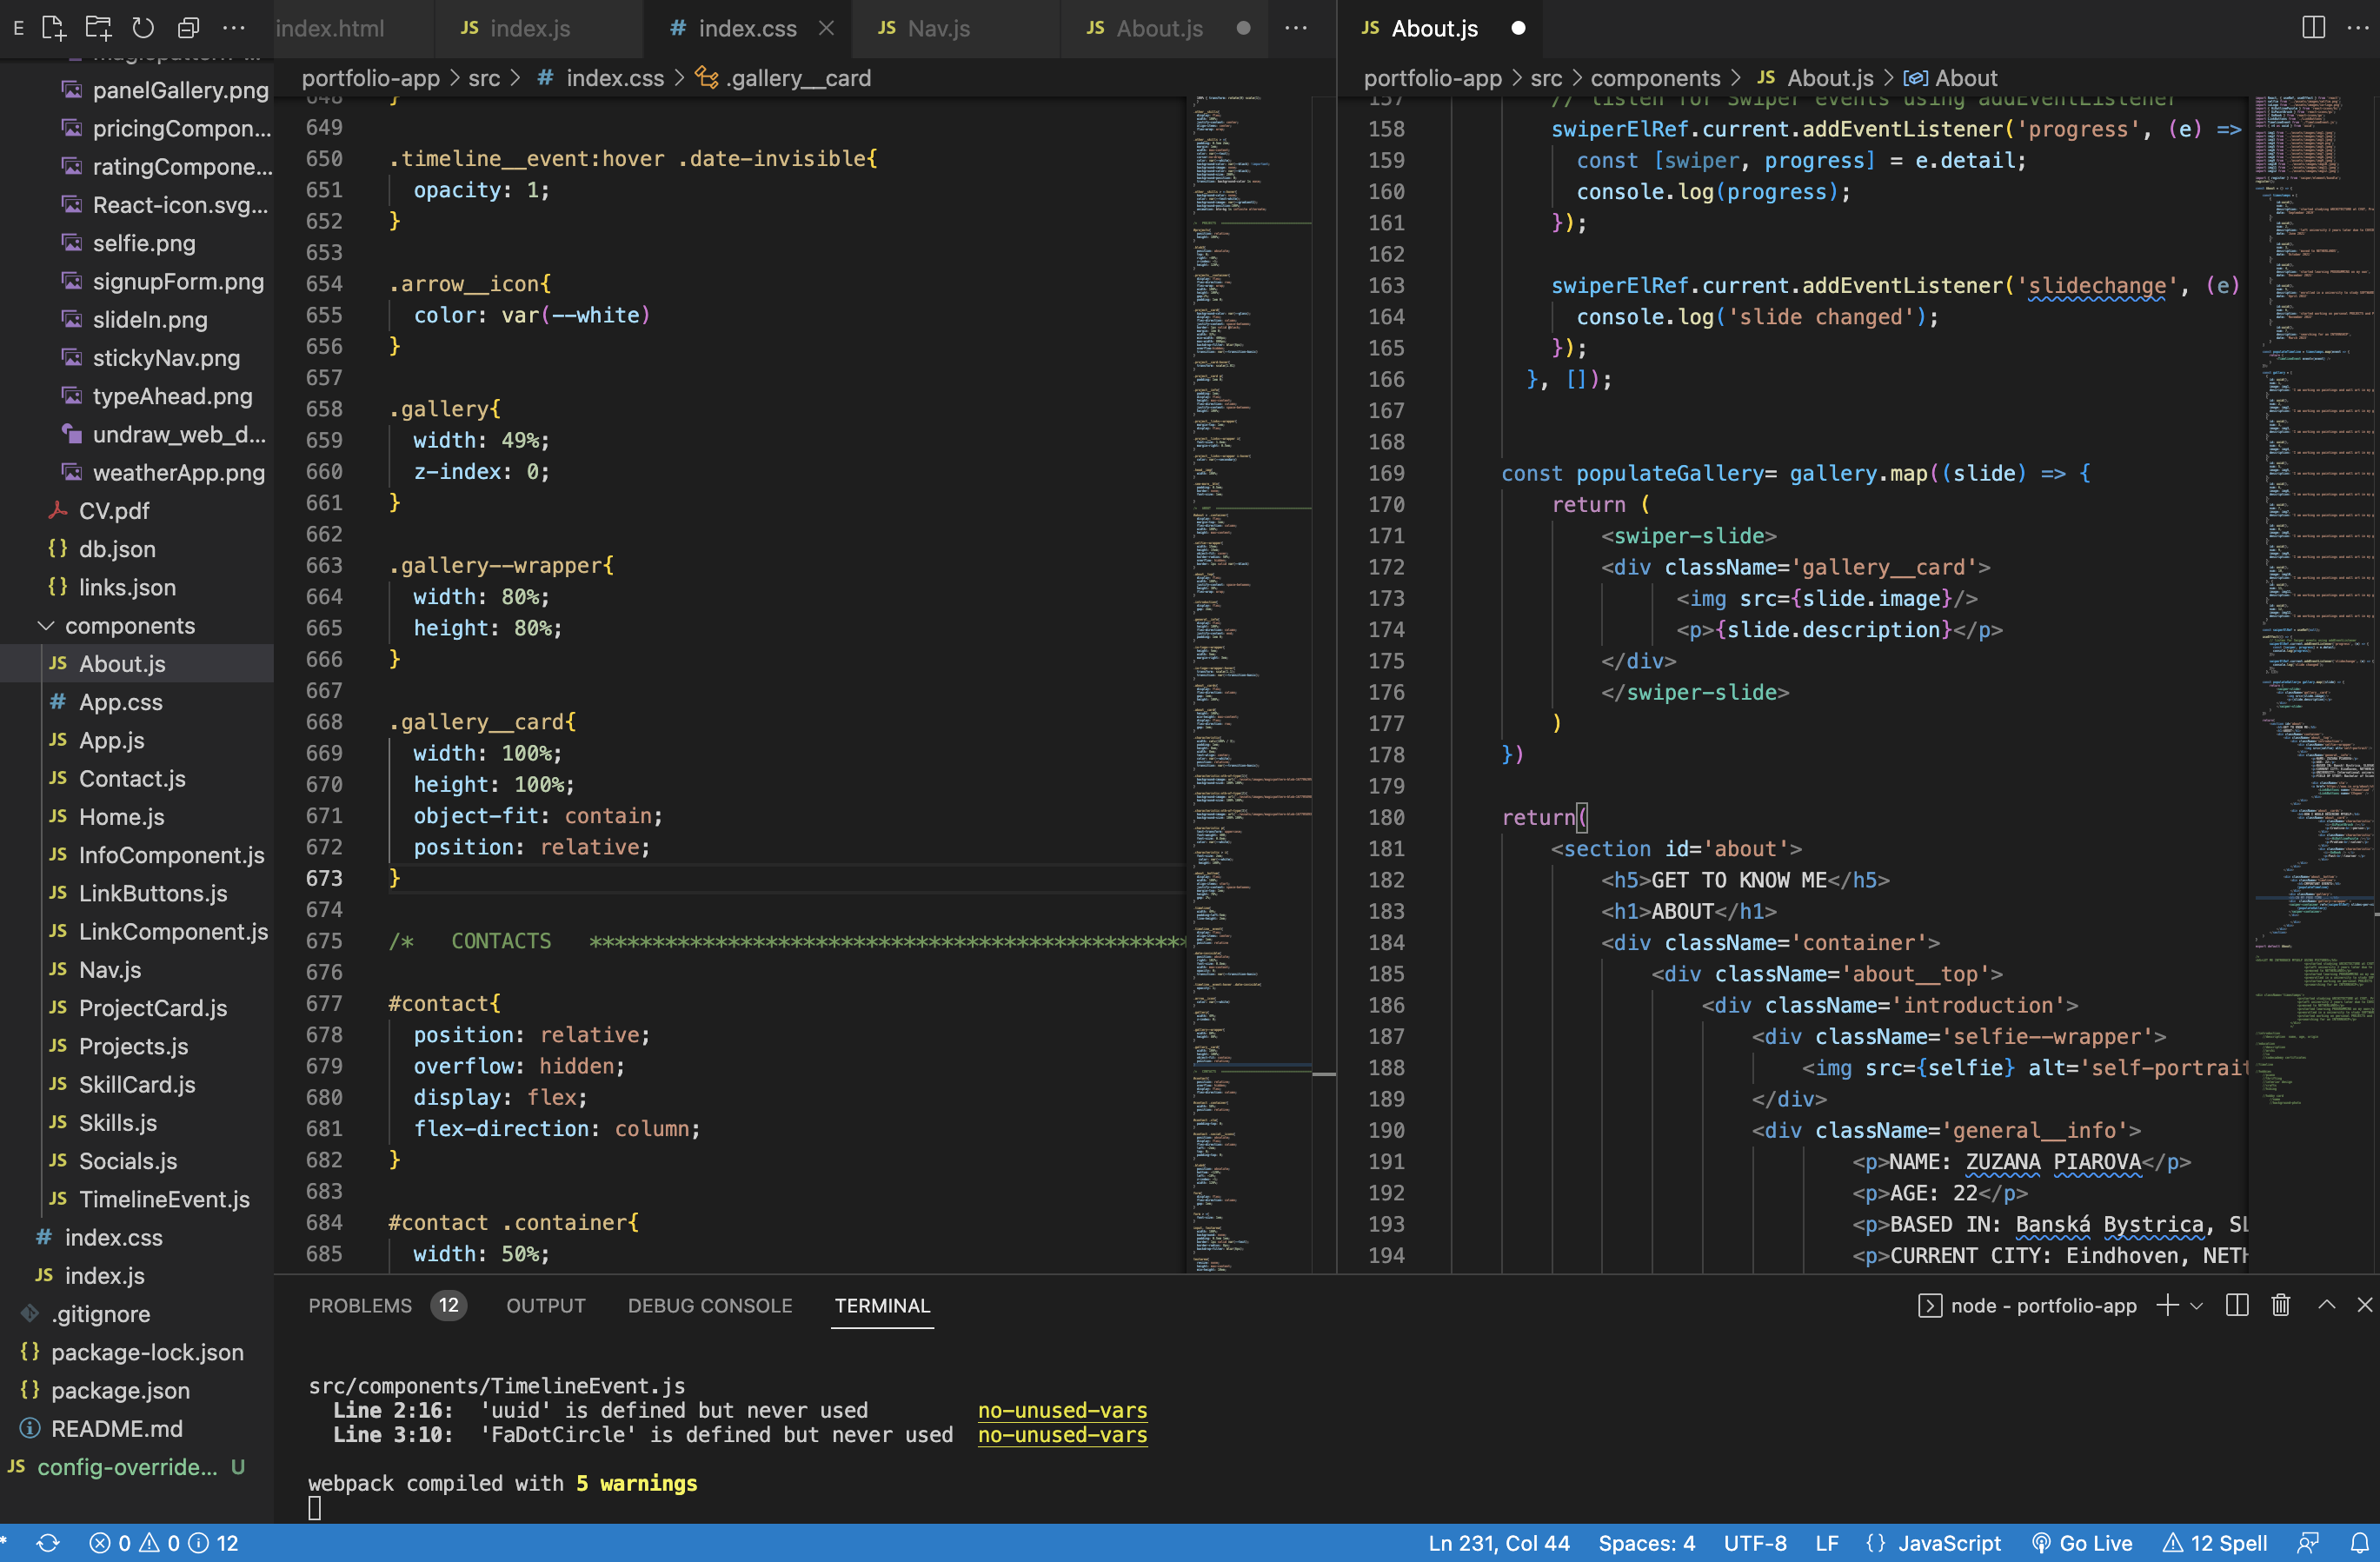 E
index.html
JS index.js
# index.css
JS Nav.js
JS About.js
JS About.js
portfolio-app > src > # index.css > .gallery__card
portfolio-app > src > components > JS About.js > About
panelGallery.png
pricingCompon...
ratingCompone...
React-icon.svg...
selfie.png
signupForm.png
slideIn.png
stickyNav.png
typeAhead.png
undraw_web_d...
weatherApp.png
CV.pdf
{} db.json
{} links.json
components
JS About.js
# App.css
JS App.js
JS Contact.js
JS Home.js
JS InfoComponent.js
JS LinkButtons.js
JS LinkComponent.js
JS Nav.js
JS ProjectCard.js
JS Projects.js
JS SkillCard.js
JS Skills.js
JS Socials.js
JS TimelineEvent.js
# index.css
JS index.js
.gitignore
{} package-lock.json
{} package.json
README.md
JS config-override... U
648 }
649
650 .timeline__event:hover .date-invisible{
651 opacity: 1;
652 }
653
654 .arrow__icon{
655 color: var(--white)
656 }
657
658 .gallery{
659 width: 49%;
660 z-index: 0;
661 }
662
663 .gallery--wrapper{
664 width: 80%;
665 height: 80%;
666 }
667
668 .gallery__card{
669 width: 100%;
670 height: 100%;
671 object-fit: contain;
672 position: relative;
673 }
674
675 /* CONTACTS ***********************************************
676
677 #contact{
678 position: relative;
679 overflow: hidden;
680 display: flex;
681 flex-direction: column;
682 }
683
684 #contact .container{
685 width: 50%;
157 // listen for Swiper events using addEventListener
158 swiperElRef.current.addEventListener('progress', (e) =>
159 const [swiper, progress] = e.detail;
160 console.log(progress);
161 });
162
163 swiperElRef.current.addEventListener('slidechange', (e)
164 console.log('slide changed');
165 });
166 }, []);
167
168
169 const populateGallery= gallery.map((slide) => {
170 return (
171 <swiper-slide>
172 <div className='gallery__card'>
173 <img src={slide.image}/>
174 <p>{slide.description}</p>
175 </div>
176 </swiper-slide>
177 )
178 })
179
180 return(
181 <section id='about'>
182 <h5>GET TO KNOW ME</h5>
183 <h1>ABOUT</h1>
184 <div className='container'>
185 <div className='about__top'>
186 <div className='introduction'>
187 <div className='selfie--wrapper'>
188 <img src={selfie} alt='self-portrait
189 </div>
190 <div className='general__info'>
191 <p>NAME: ZUZANA PIAROVA</p>
192 <p>AGE: 22</p>
193 <p>BASED IN: Banská Bystrica, SL
194 <p>CURRENT CITY: Eindhoven, NETH
PROBLEMS 12 OUTPUT DEBUG CONSOLE TERMINAL
node - portfolio-app
src/components/TimelineEvent.js
Line 2:16: 'uuid' is defined but never used no-unused-vars
Line 3:10: 'FaDotCircle' is defined but never used no-unused-vars
webpack compiled with 5 warnings
* 0 0 12
Ln 231, Col 44 Spaces: 4 UTF-8 LF {} JavaScript Go Live 12 Spell